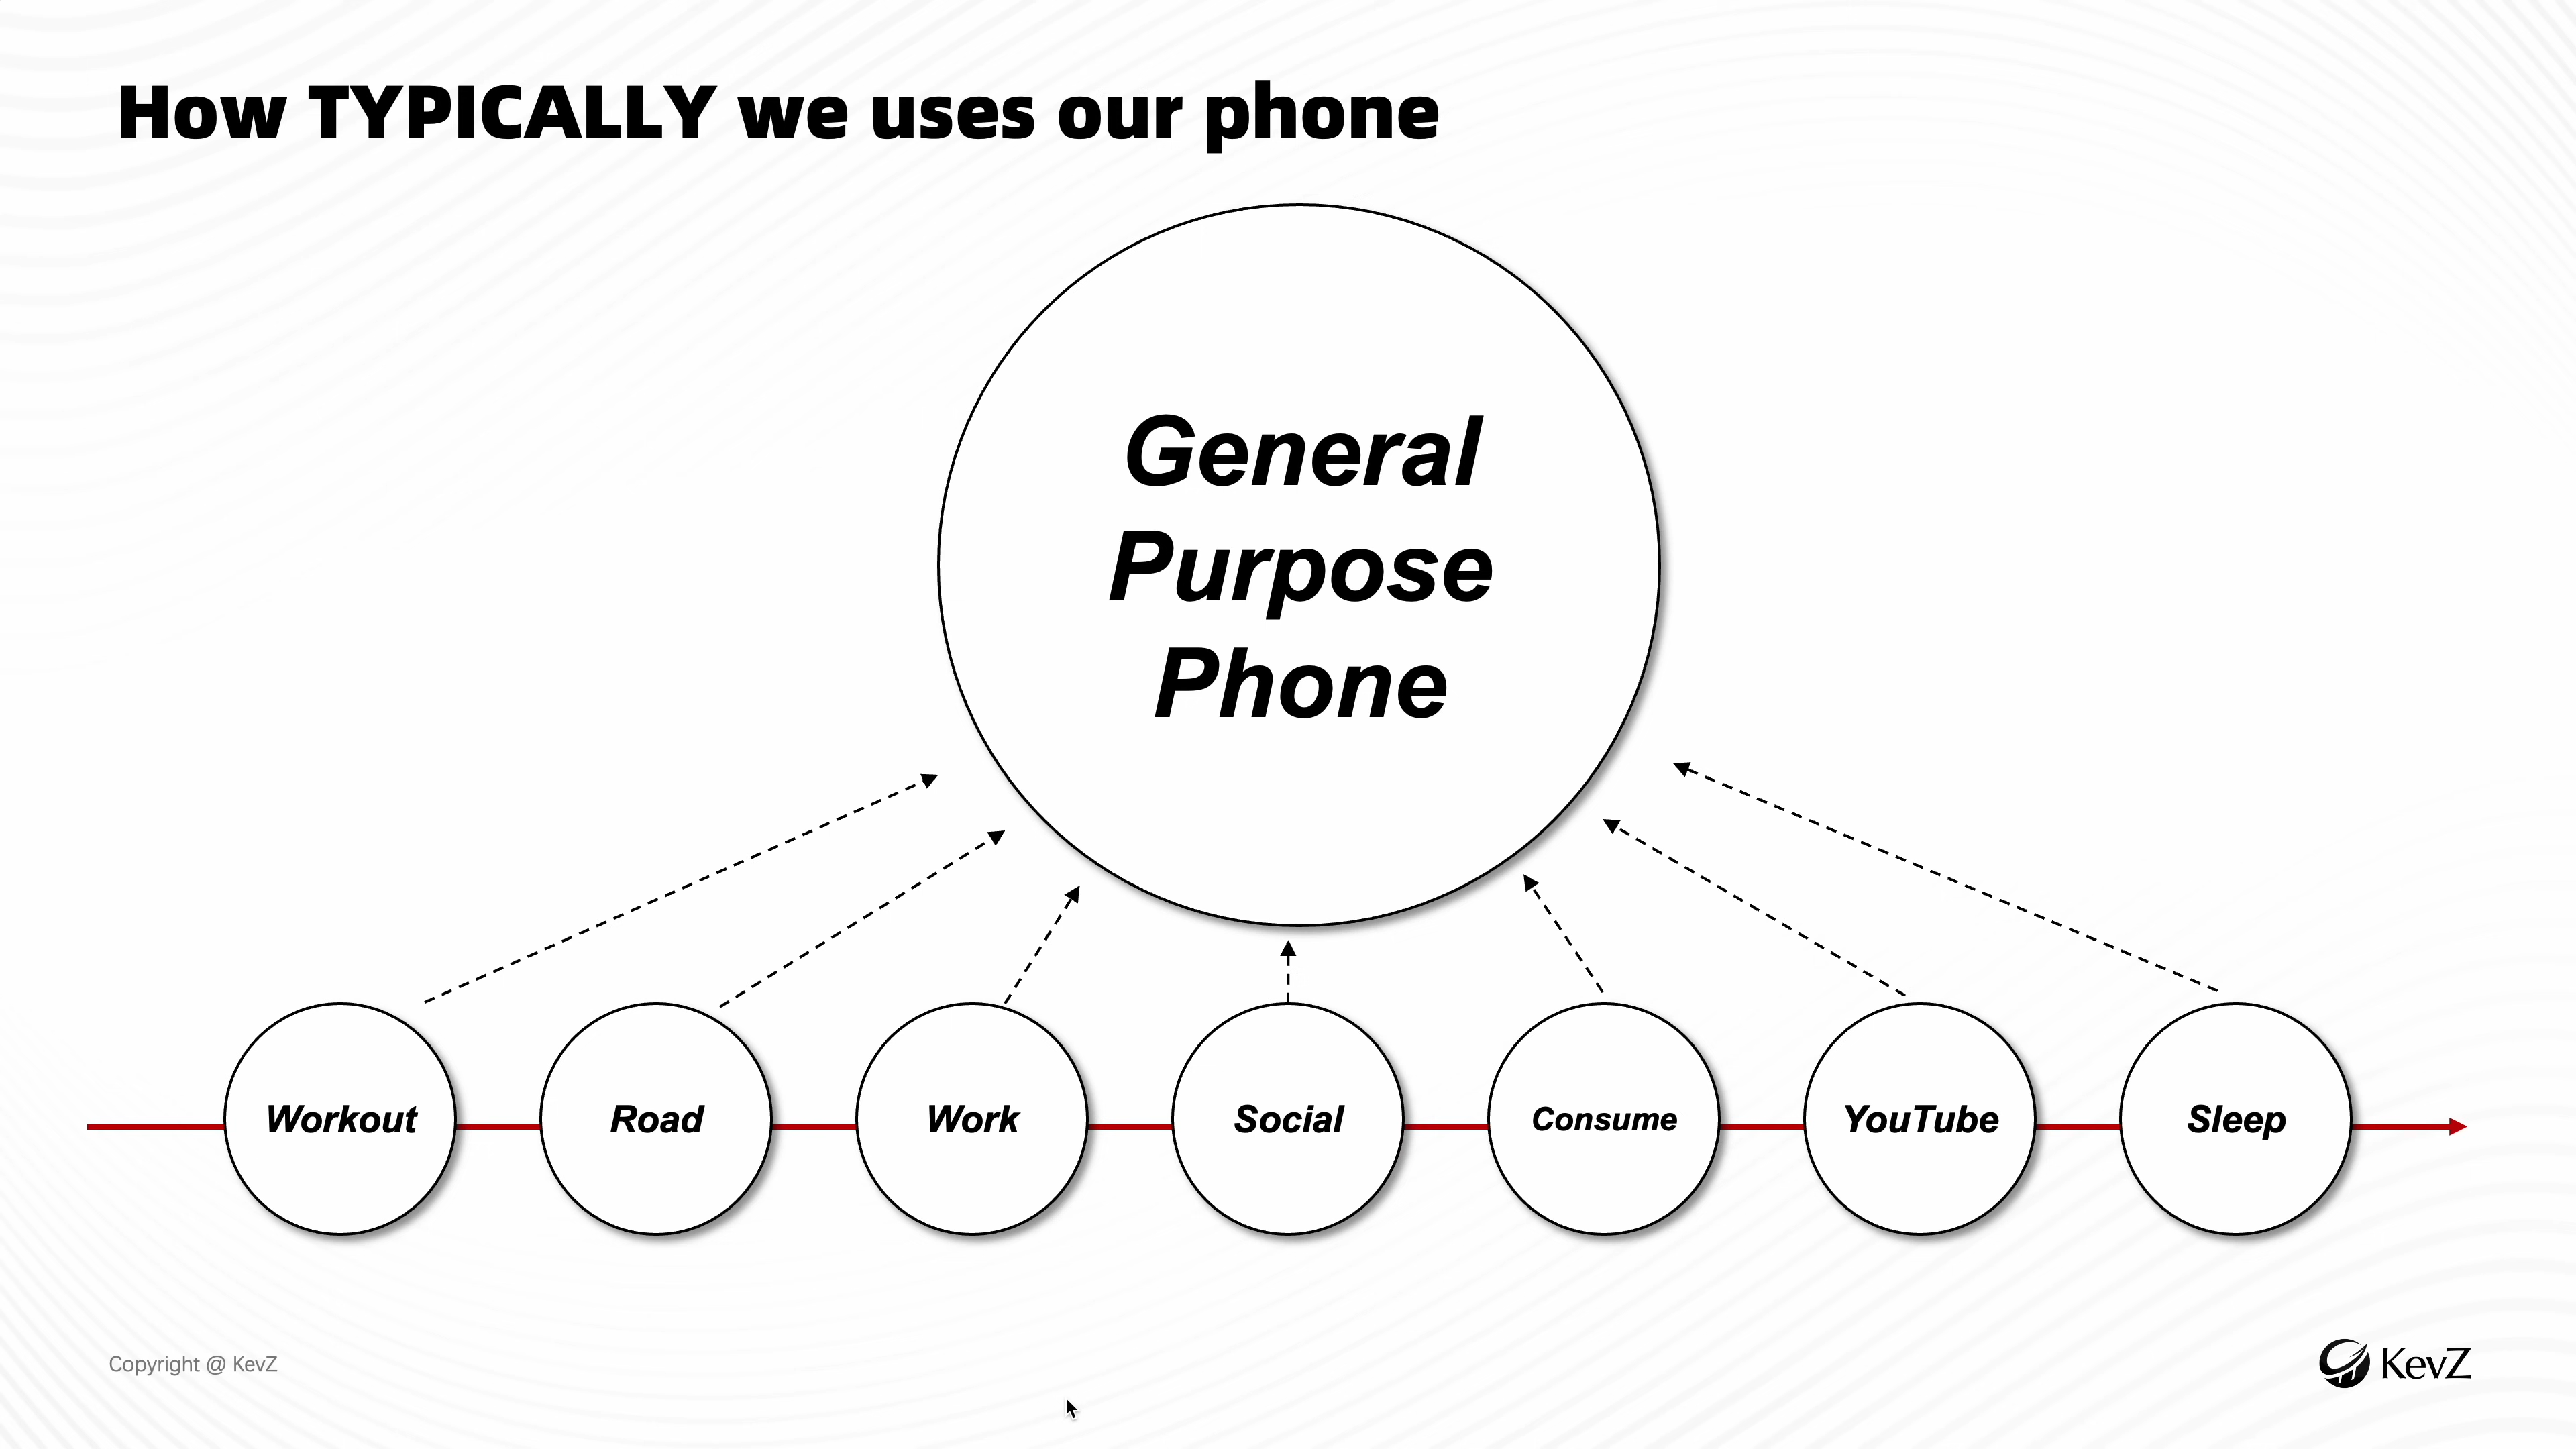 How TYPICALLY we uses our phone
General
Purpose
Phone
Workout
Road
Work
Social
Consume
YouTube
Sleep
Copyright @ KevZ
KevZ